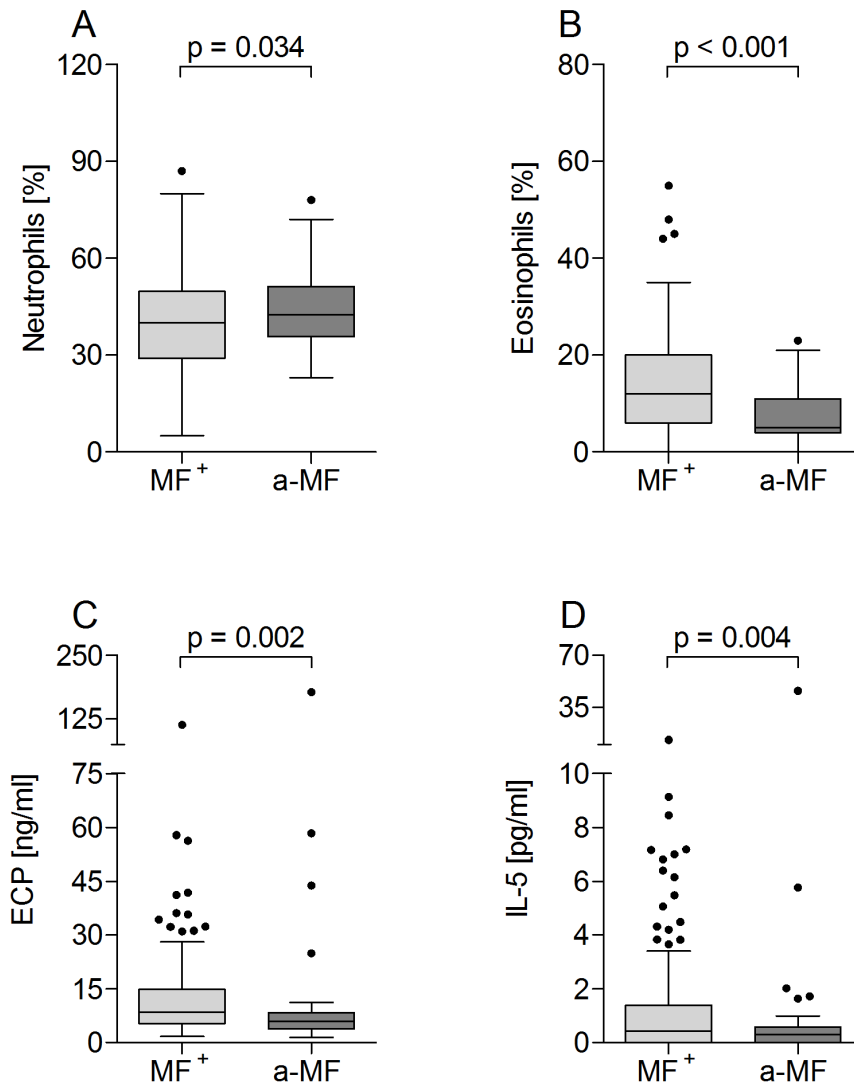 A
p = 0.034
120
90
60
30
0
Neutrophils [%]
MF⁺
a-MF
B
p < 0.001
80
60
40
20
0
Eosinophils [%]
MF⁺
a-MF
C
p = 0.002
250
125
75
60
45
30
15
0
ECP [ng/ml]
MF⁺
a-MF
D
p = 0.004
70
35
10
8
6
4
2
0
IL-5 [pg/ml]
MF⁺
a-MF